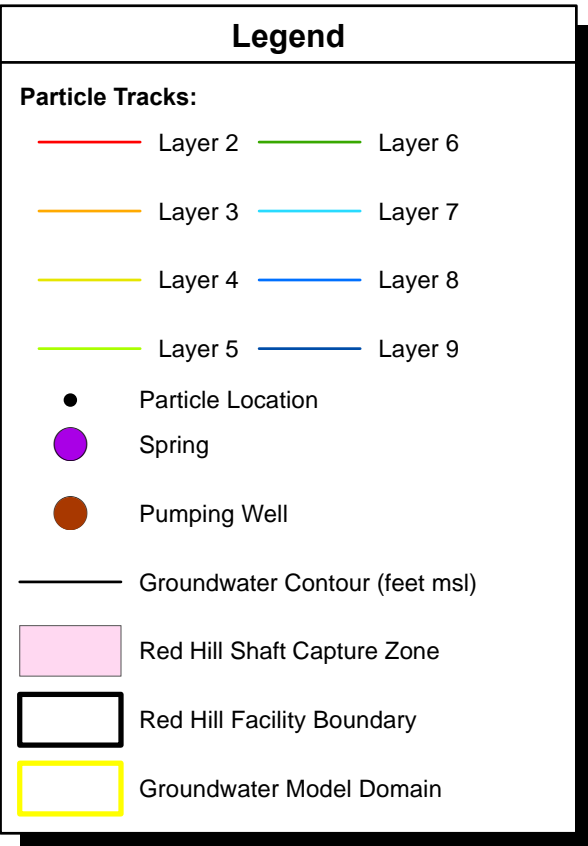 Legend
Particle Tracks:
Layer 2 Layer 6
Layer 3 Layer 7
Layer 4 Layer 8
Layer 5 Layer 9
Particle Location
Spring
Pumping Well
Groundwater Contour (feet msl)
Red Hill Shaft Capture Zone
Red Hill Facility Boundary
Groundwater Model Domain